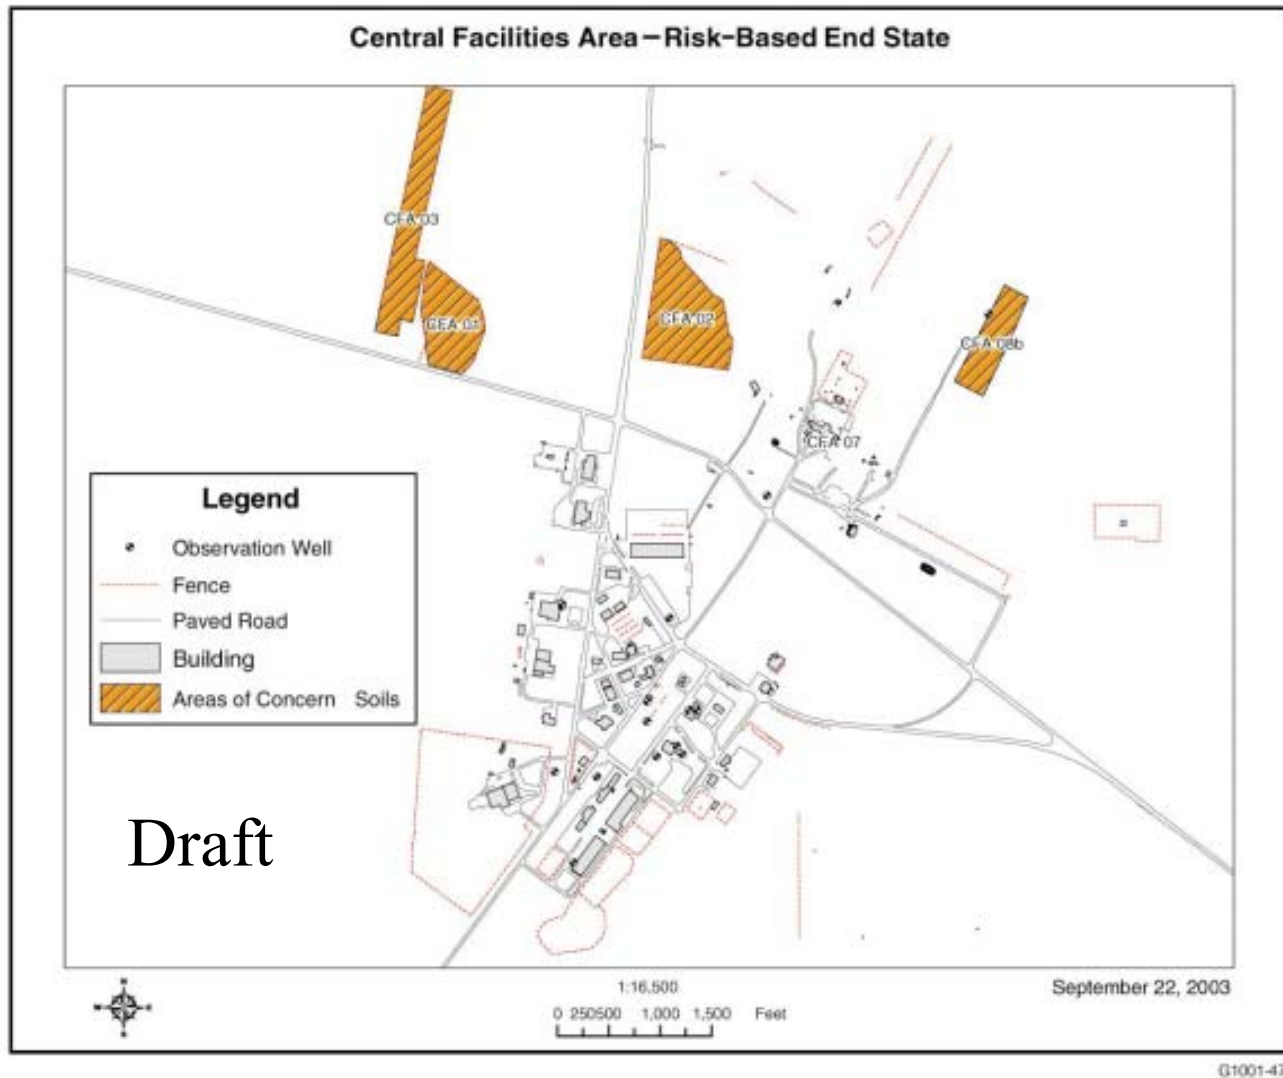 Central Facilities Area–Risk-Based End State
CFA 03
CFA 01
CFA 02
CFA 08b
CFA 07
Legend
Observation Well
Fence
Paved Road
Building
Areas of Concern Soils
Draft
N
W E
S
1:16,500
September 22, 2003
0 250500 1,000 1,500 Feet
G1001-47